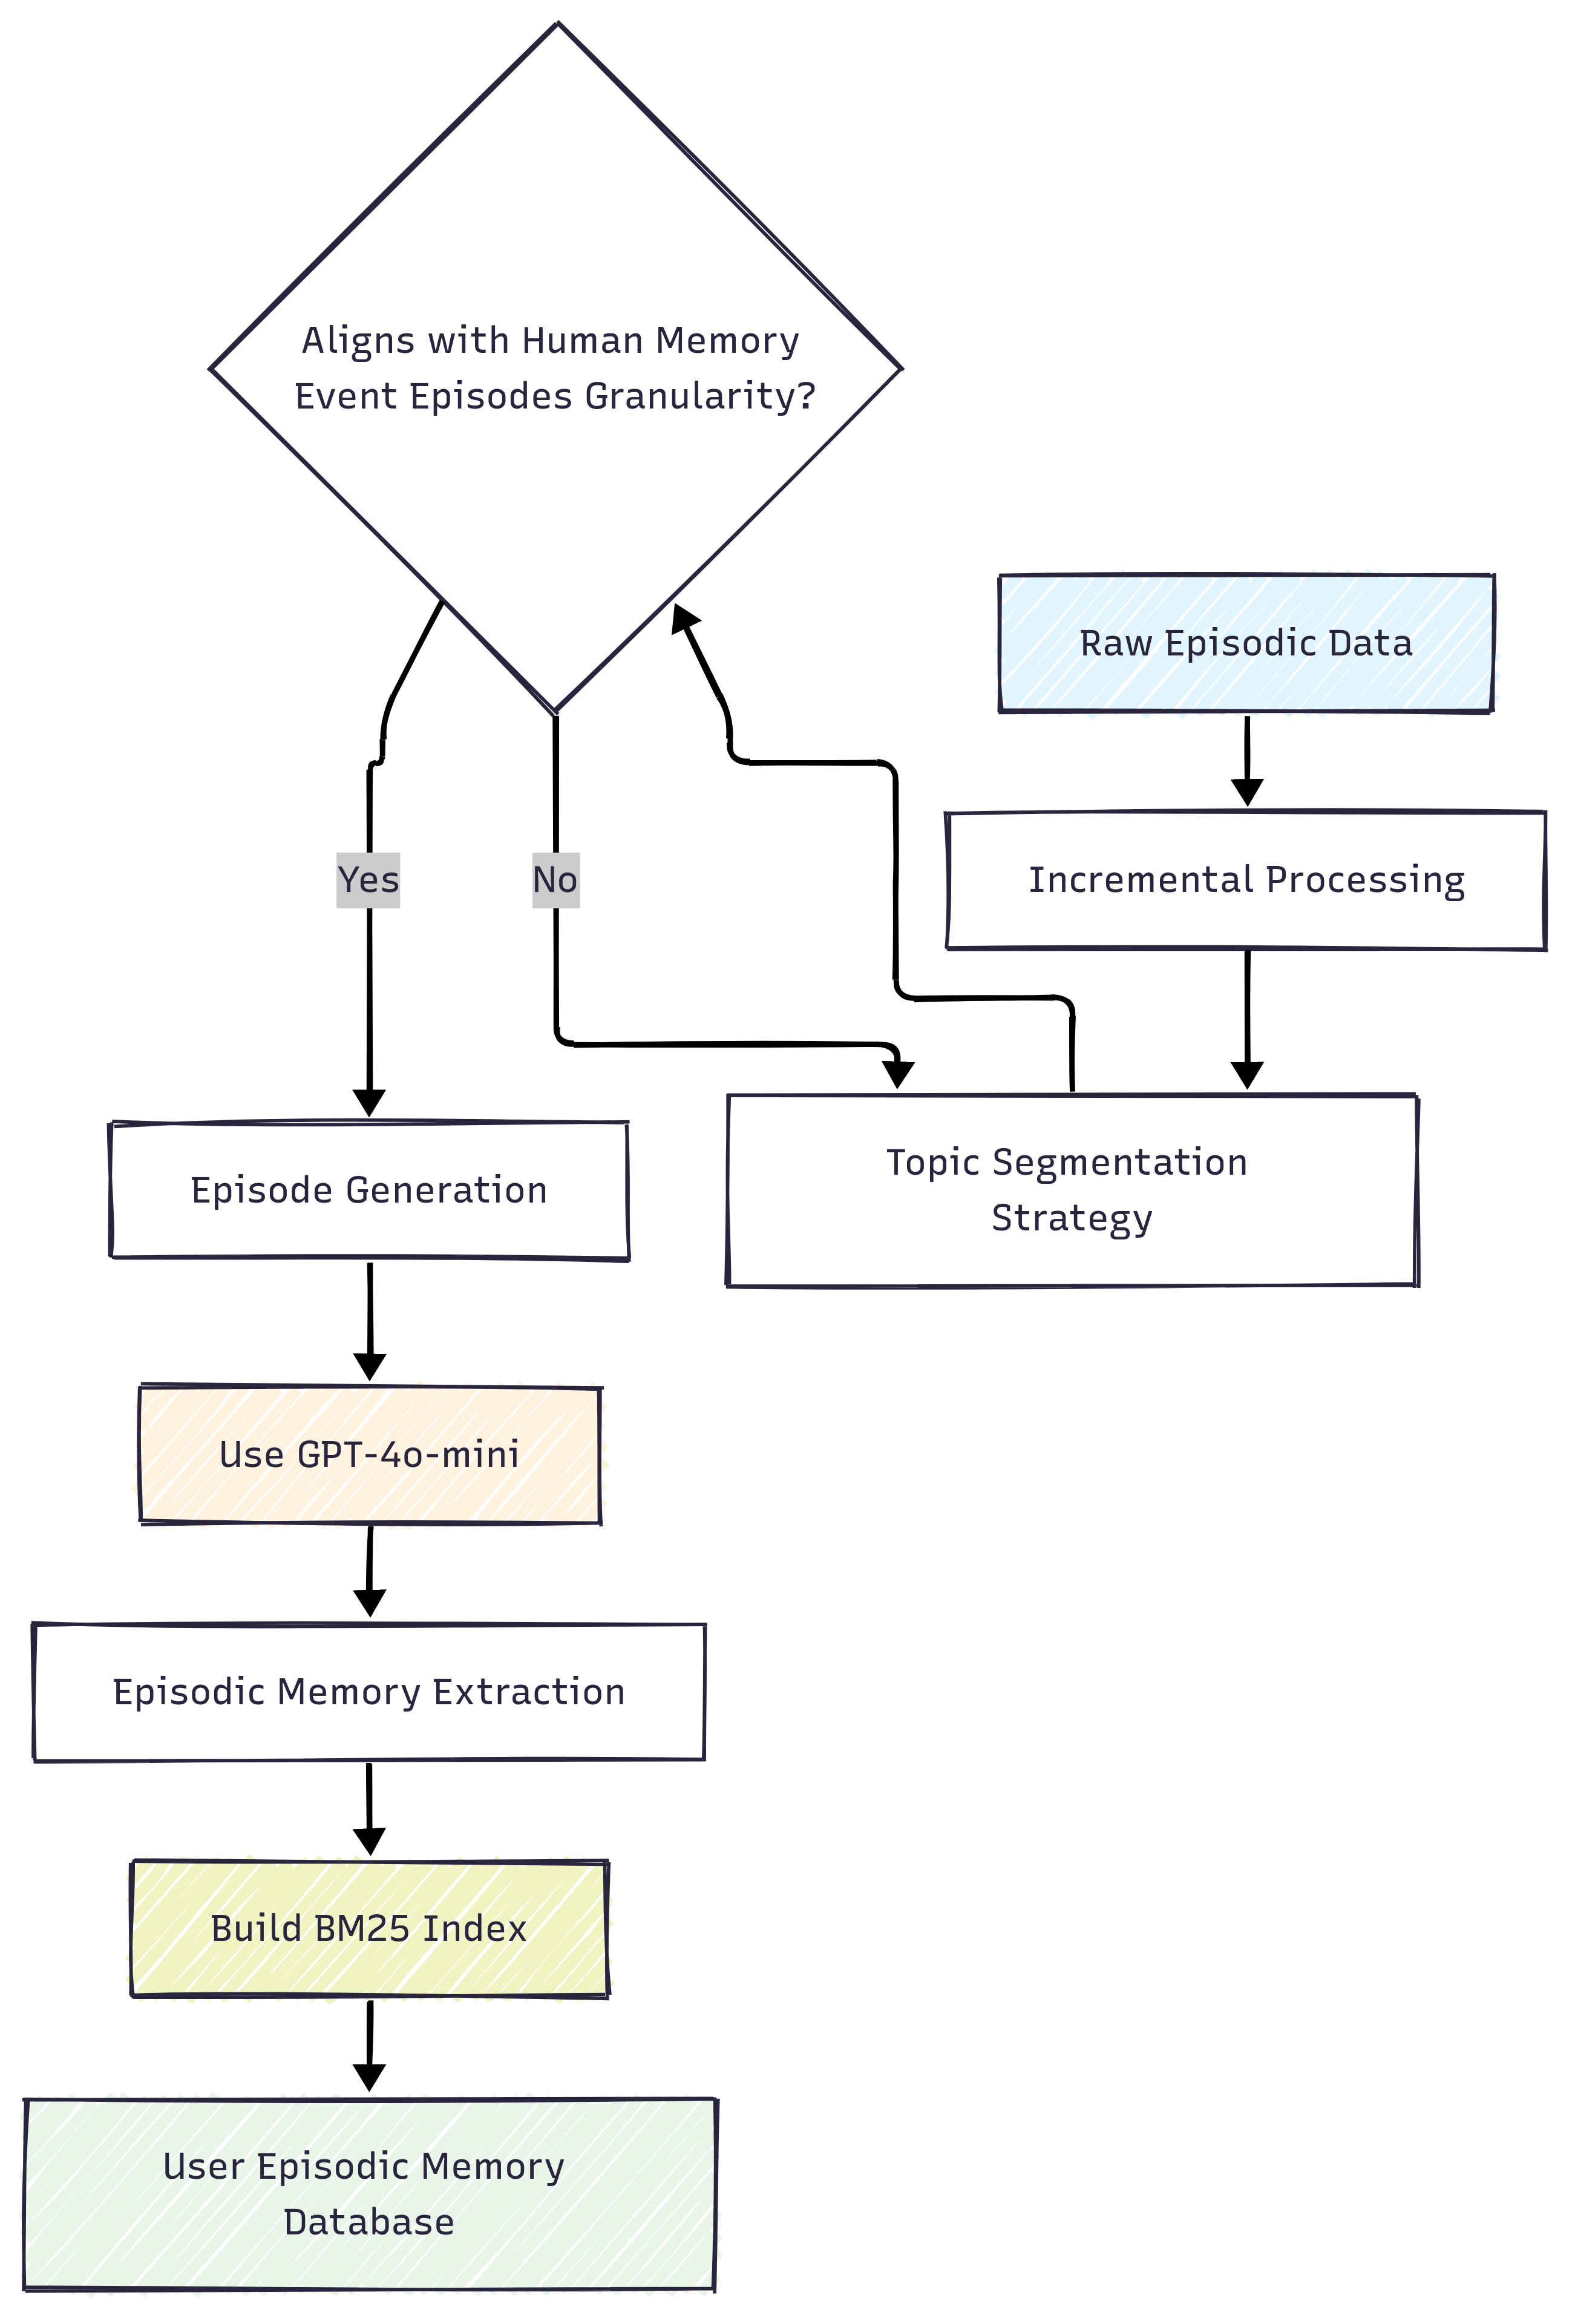 Aligns with Human Memory
Event Episodes Granularity?
Raw Episodic Data
Incremental Processing
Yes
No
Topic Segmentation
Strategy
Episode Generation
Use GPT-4o-mini
Episodic Memory Extraction
Build BM25 Index
User Episodic Memory
Database